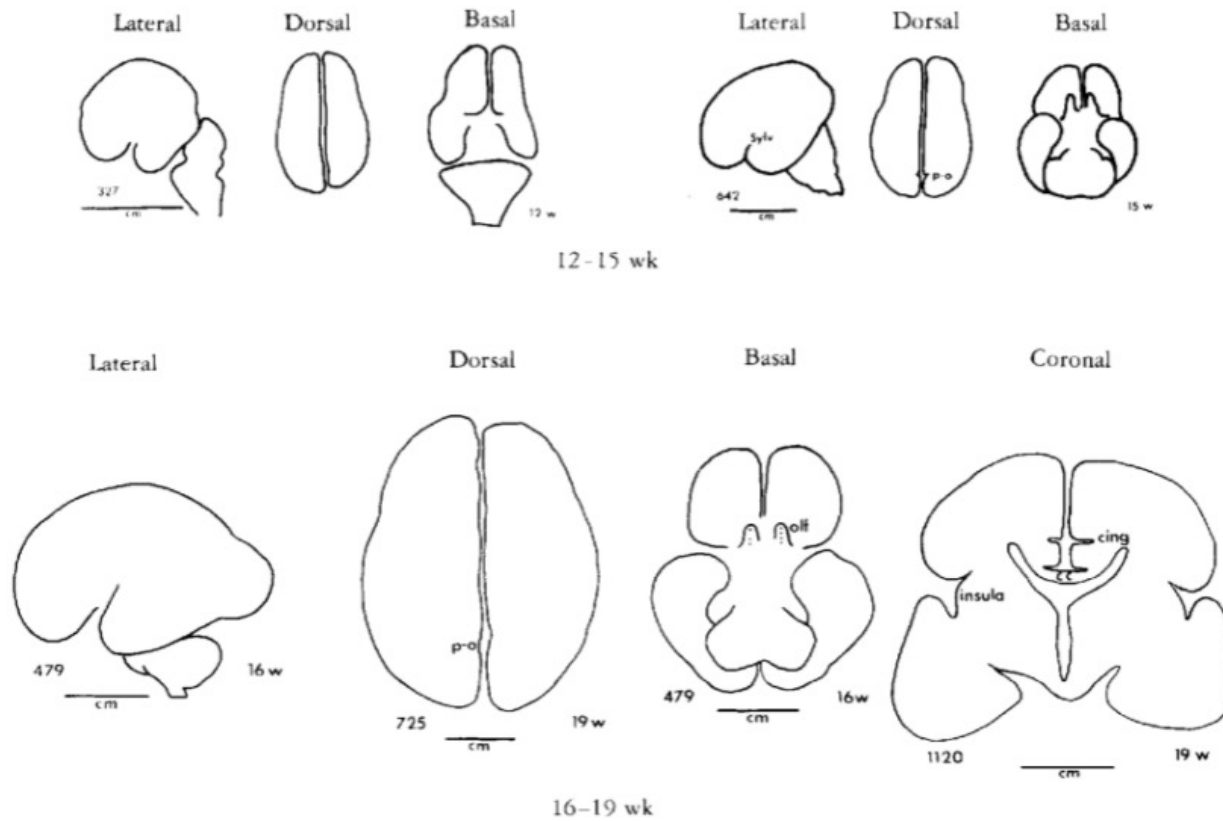 Lateral Dorsal Basal Lateral Dorsal Basal
Sylv
p-o
327 642
cm 12 w cm 15 w
12-15 wk
Lateral Dorsal Basal Coronal
olf cing
cc
insula
p-o
479 16 w 479 16w
cm 725 19 w cm 1120 19 w
cm cm
16-19 wk